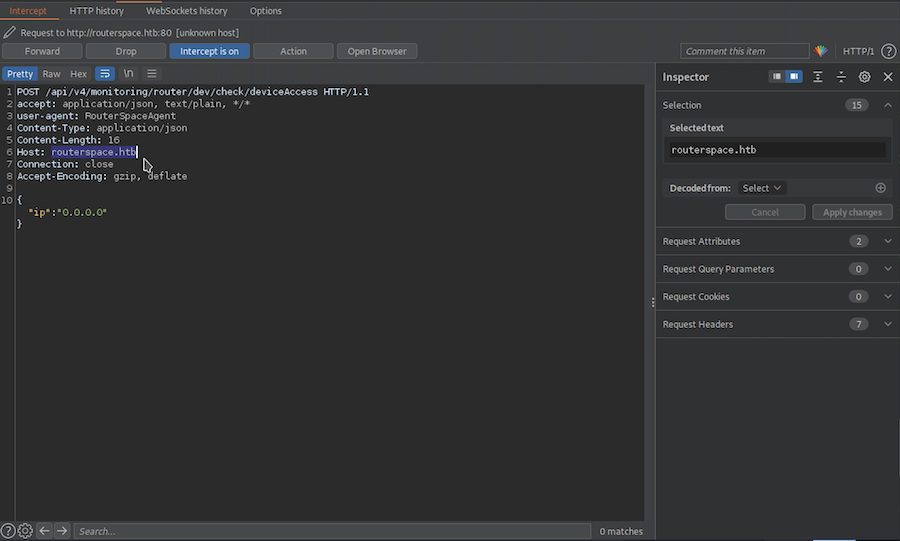 Intercept HTTP history WebSockets history Options
Request to http://routerspace.htb:80 [unknown host]
Forward Drop Intercept is on Action Open Browser Comment this item HTTP/1 ?
Pretty Raw Hex \n
Inspector
1 POST /api/v4/monitoring/router/dev/check/deviceAccess HTTP/1.1
2 accept: application/json, text/plain, */*
3 user-agent: RouterSpaceAgent
4 Content-Type: application/json
5 Content-Length: 16
6 Host: routerspace.htb
7 Connection: close
8 Accept-Encoding: gzip, deflate
9
10 {
"ip":"0.0.0.0"
}
Selection 15
Selected text
routerspace.htb
Decoded from: Select
Cancel Apply changes
Request Attributes 2
Request Query Parameters 0
Request Cookies 0
Request Headers 7
? Search... 0 matches